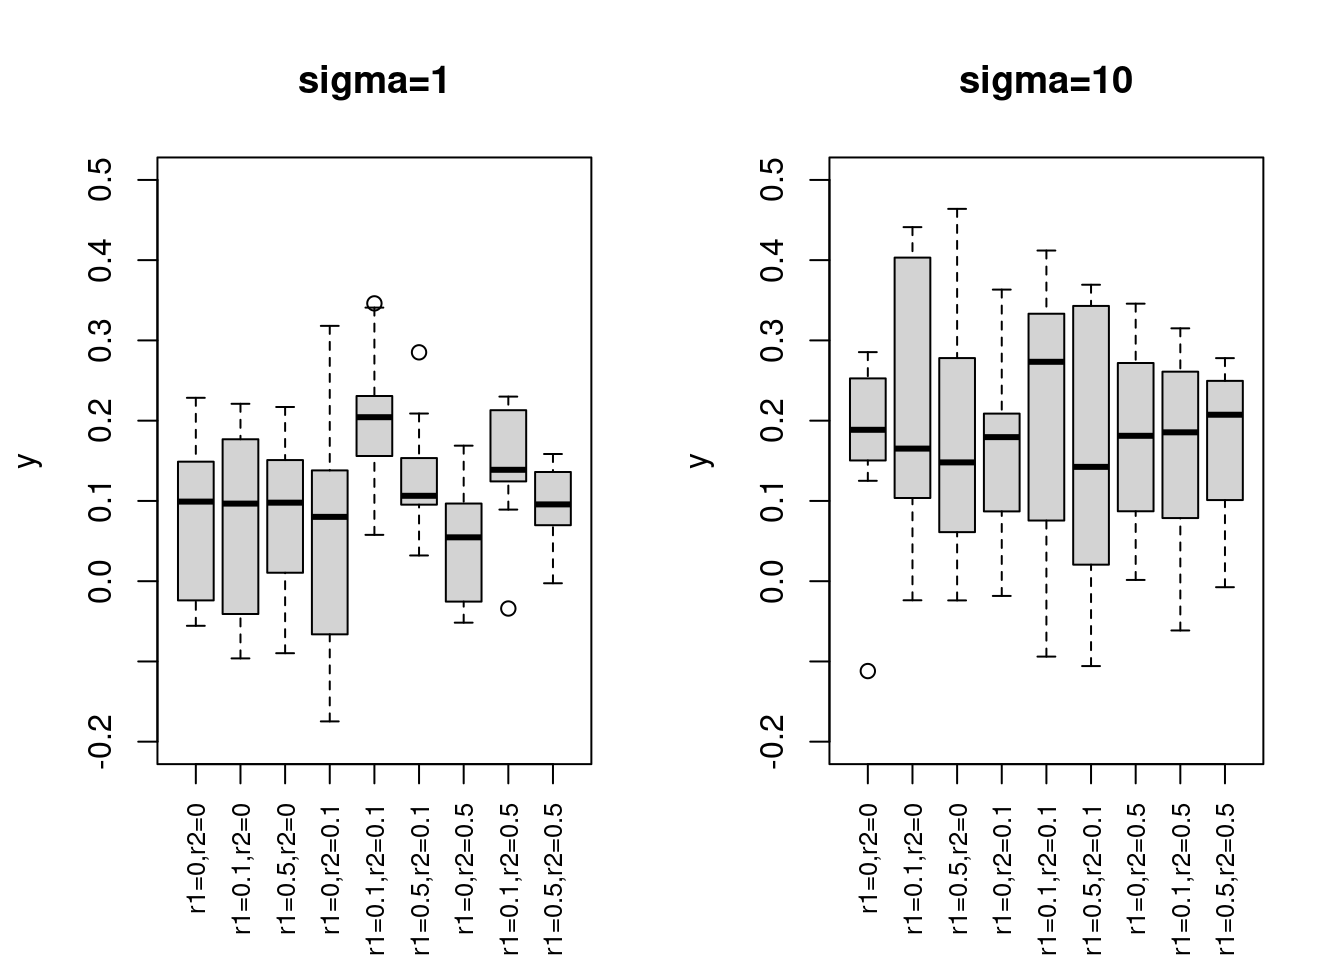 sigma=1
y
0.5
0.4
0.3
0.2
0.1
0.0
-0.2
r1=0,r2=0
r1=0.1,r2=0
r1=0.5,r2=0
r1=0,r2=0.1
r1=0.1,r2=0.1
r1=0.5,r2=0.1
r1=0,r2=0.5
r1=0.1,r2=0.5
r1=0.5,r2=0.5
sigma=10
y
0.5
0.4
0.3
0.2
0.1
0.0
-0.2
r1=0,r2=0
r1=0.1,r2=0
r1=0.5,r2=0
r1=0,r2=0.1
r1=0.1,r2=0.1
r1=0.5,r2=0.1
r1=0,r2=0.5
r1=0.1,r2=0.5
r1=0.5,r2=0.5